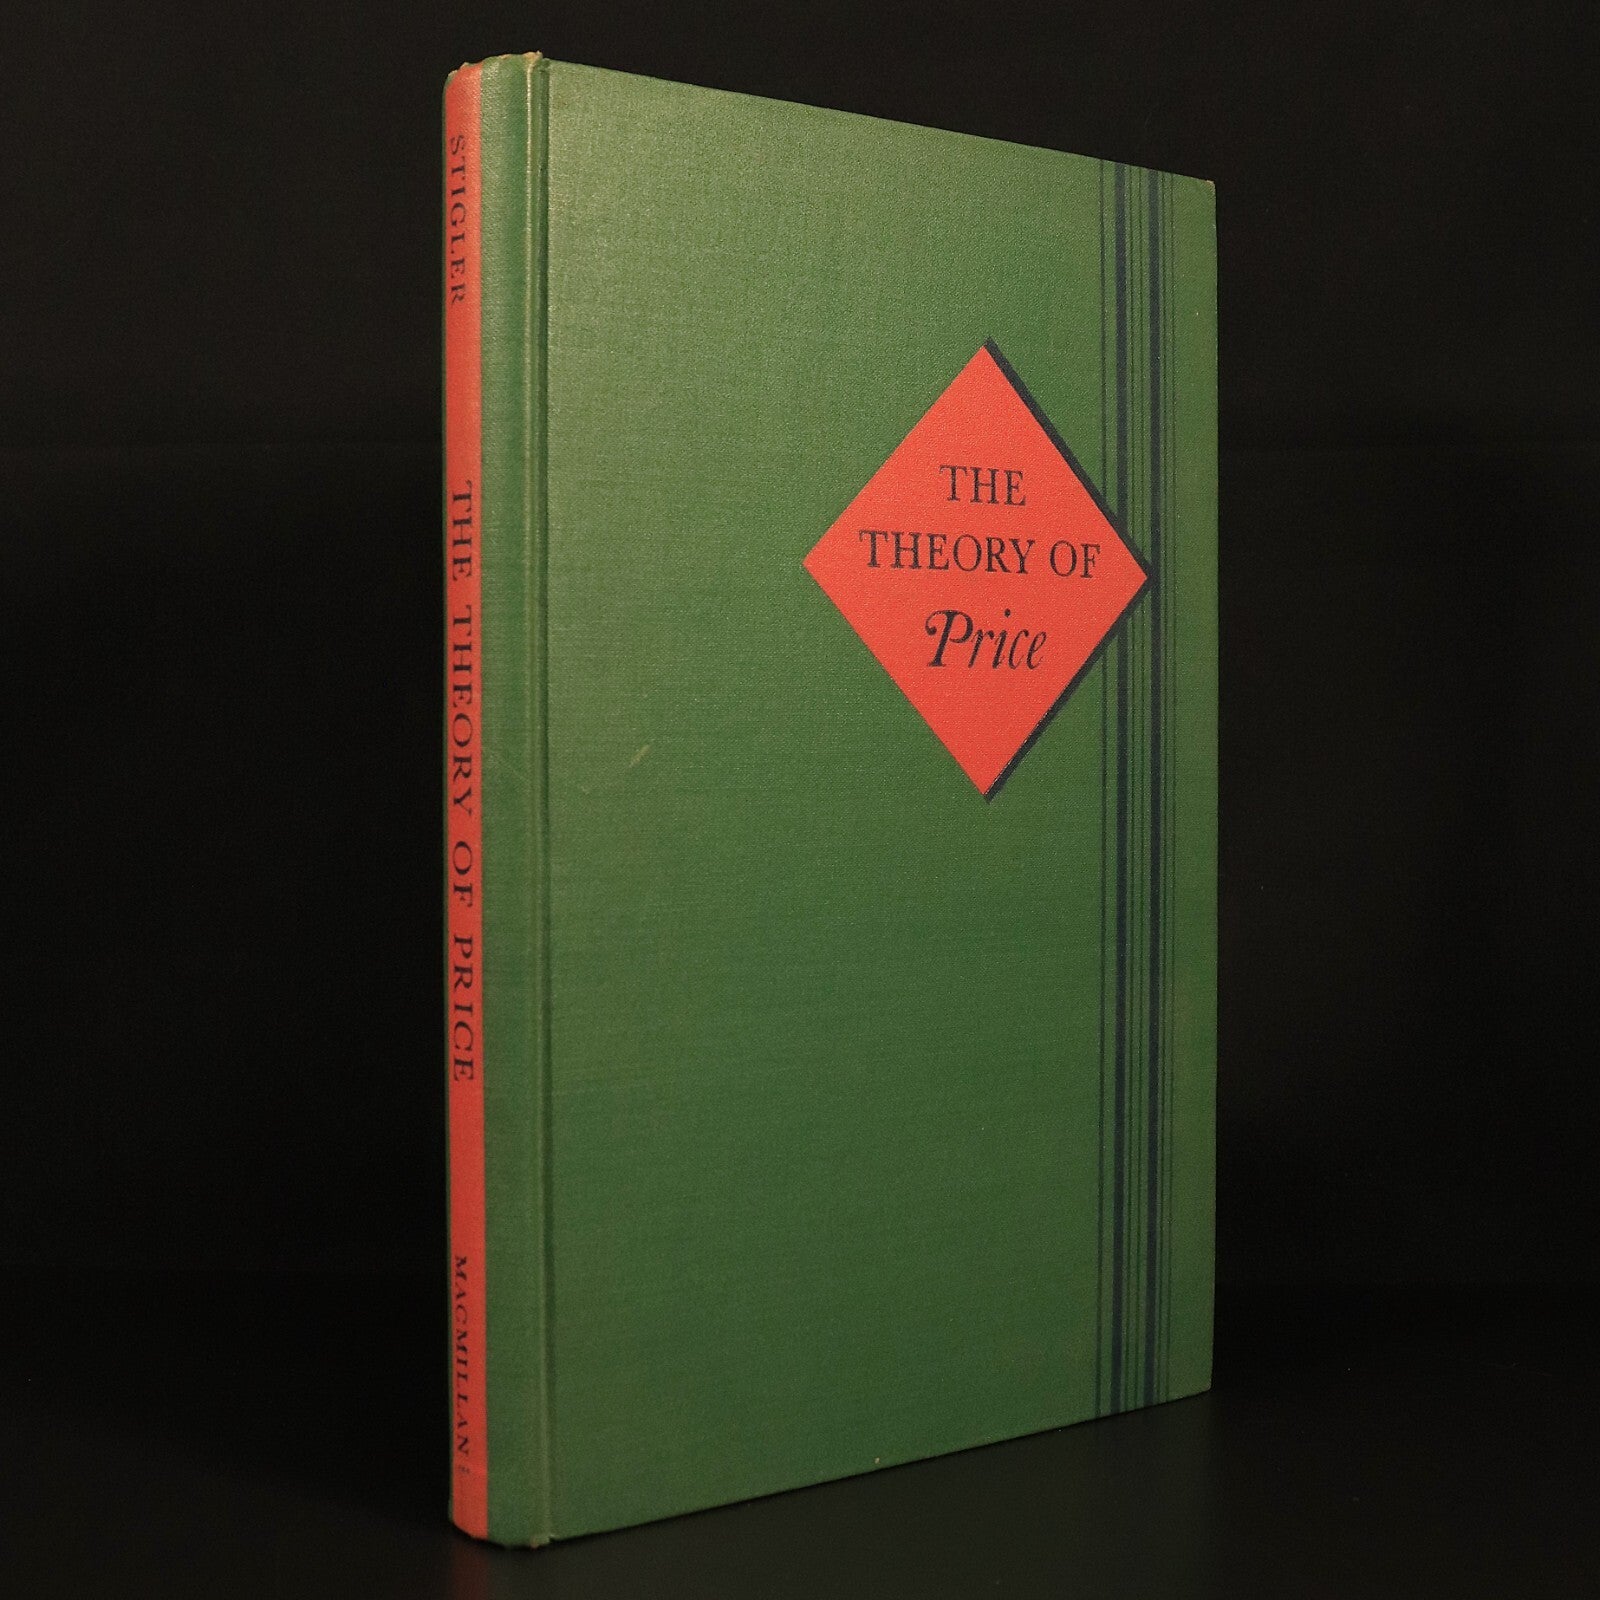 STIGLER
THE THEORY OF PRICE
MACMILLAN
THE
THEORY OF
Price